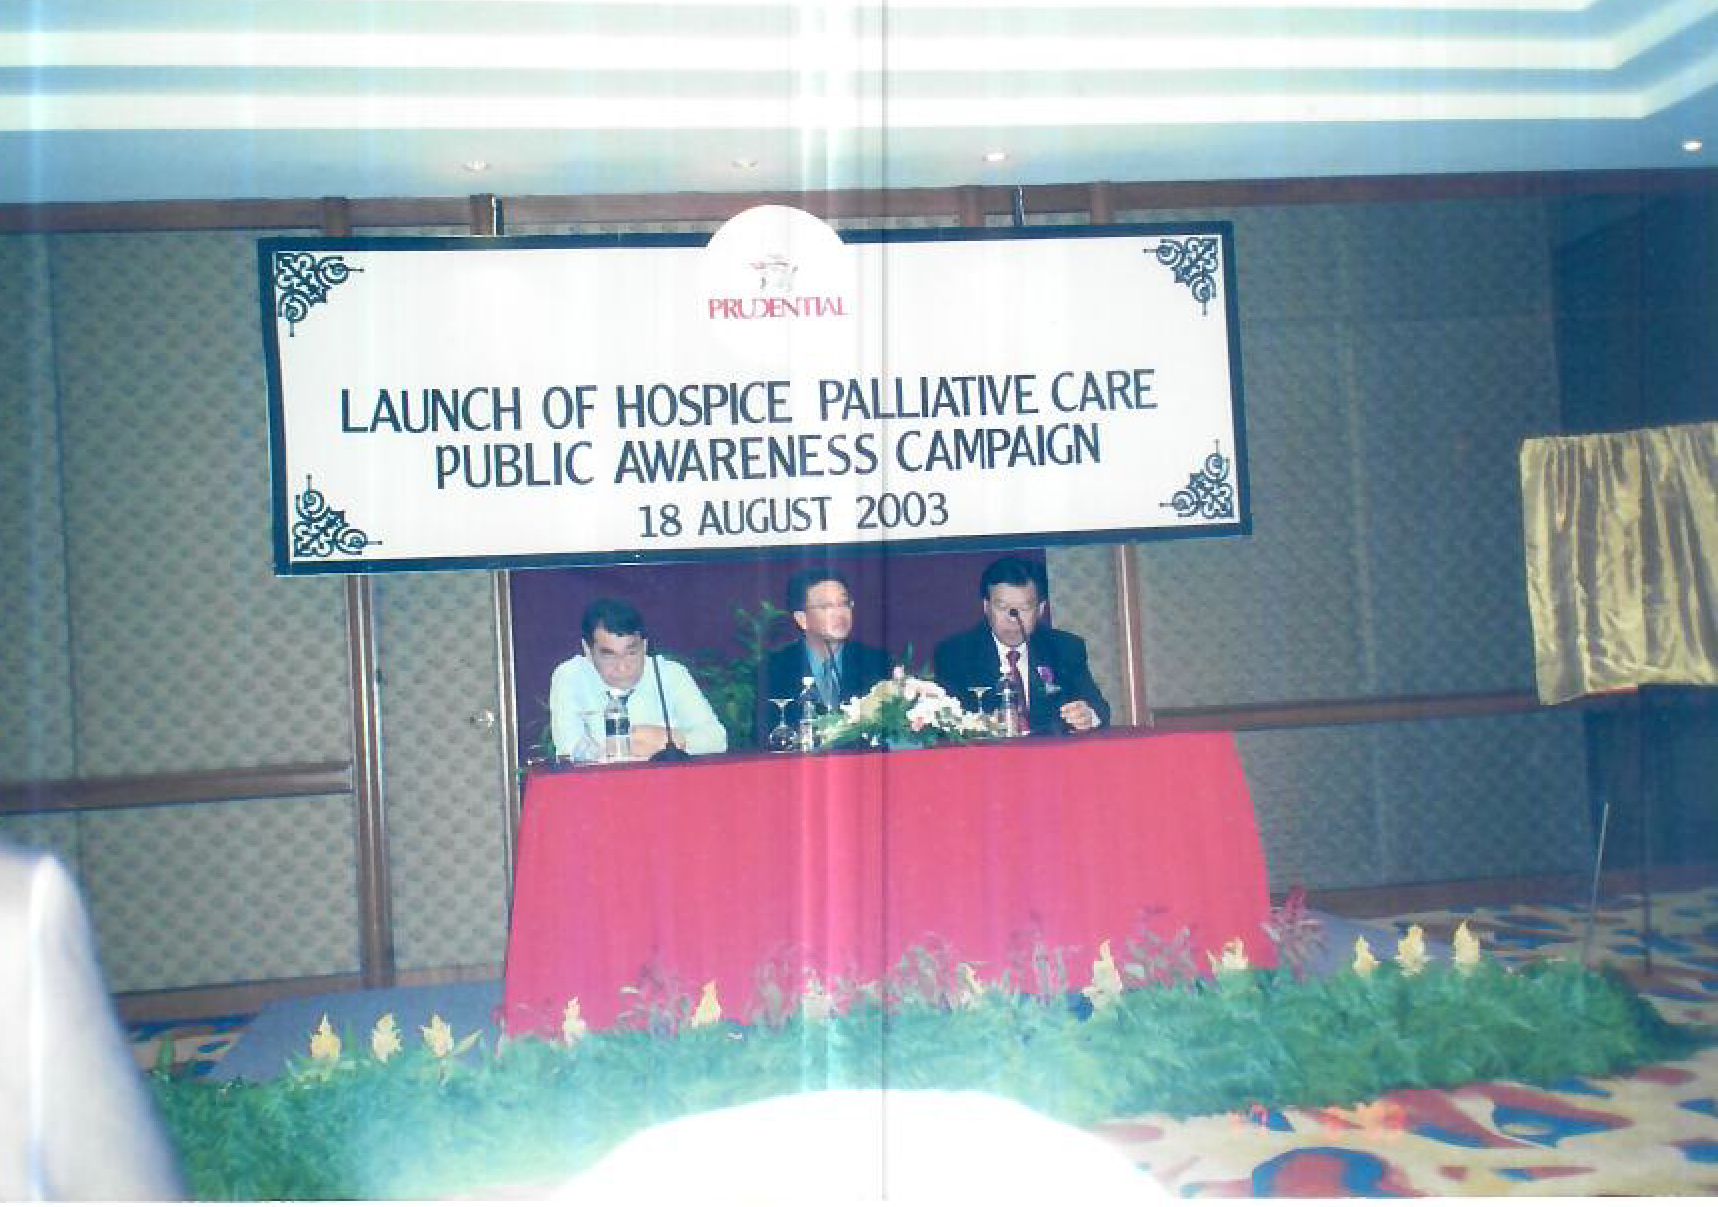 PRUDENTIAL
LAUNCH OF HOSPICE PALLIATIVE CARE
PUBLIC AWARENESS CAMPAIGN
18 AUGUST 2003